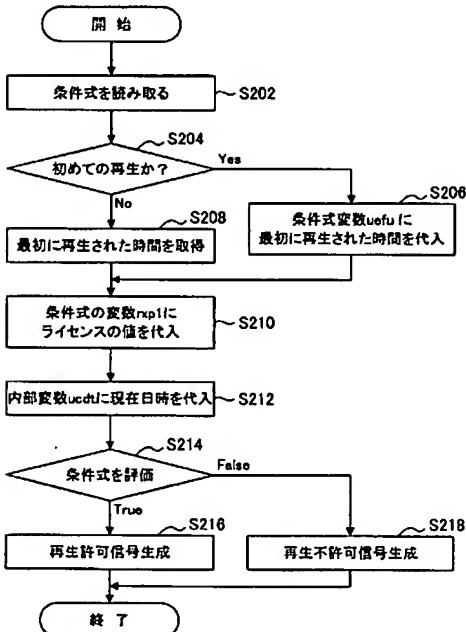 開 始
条件式を読み取る
S202
S204
初めての再生か？
Yes
No
S206
条件式変数uefuに
最初に再生された時間を代入
S208
最初に再生された時間を取得
条件式の変数rxp1に
ライセンスの値を代入
S210
内部変数ucdtに現在日時を代入
S212
S214
条件式を評価
False
True
S216
再生許可信号生成
S218
再生不許可信号生成
終 了